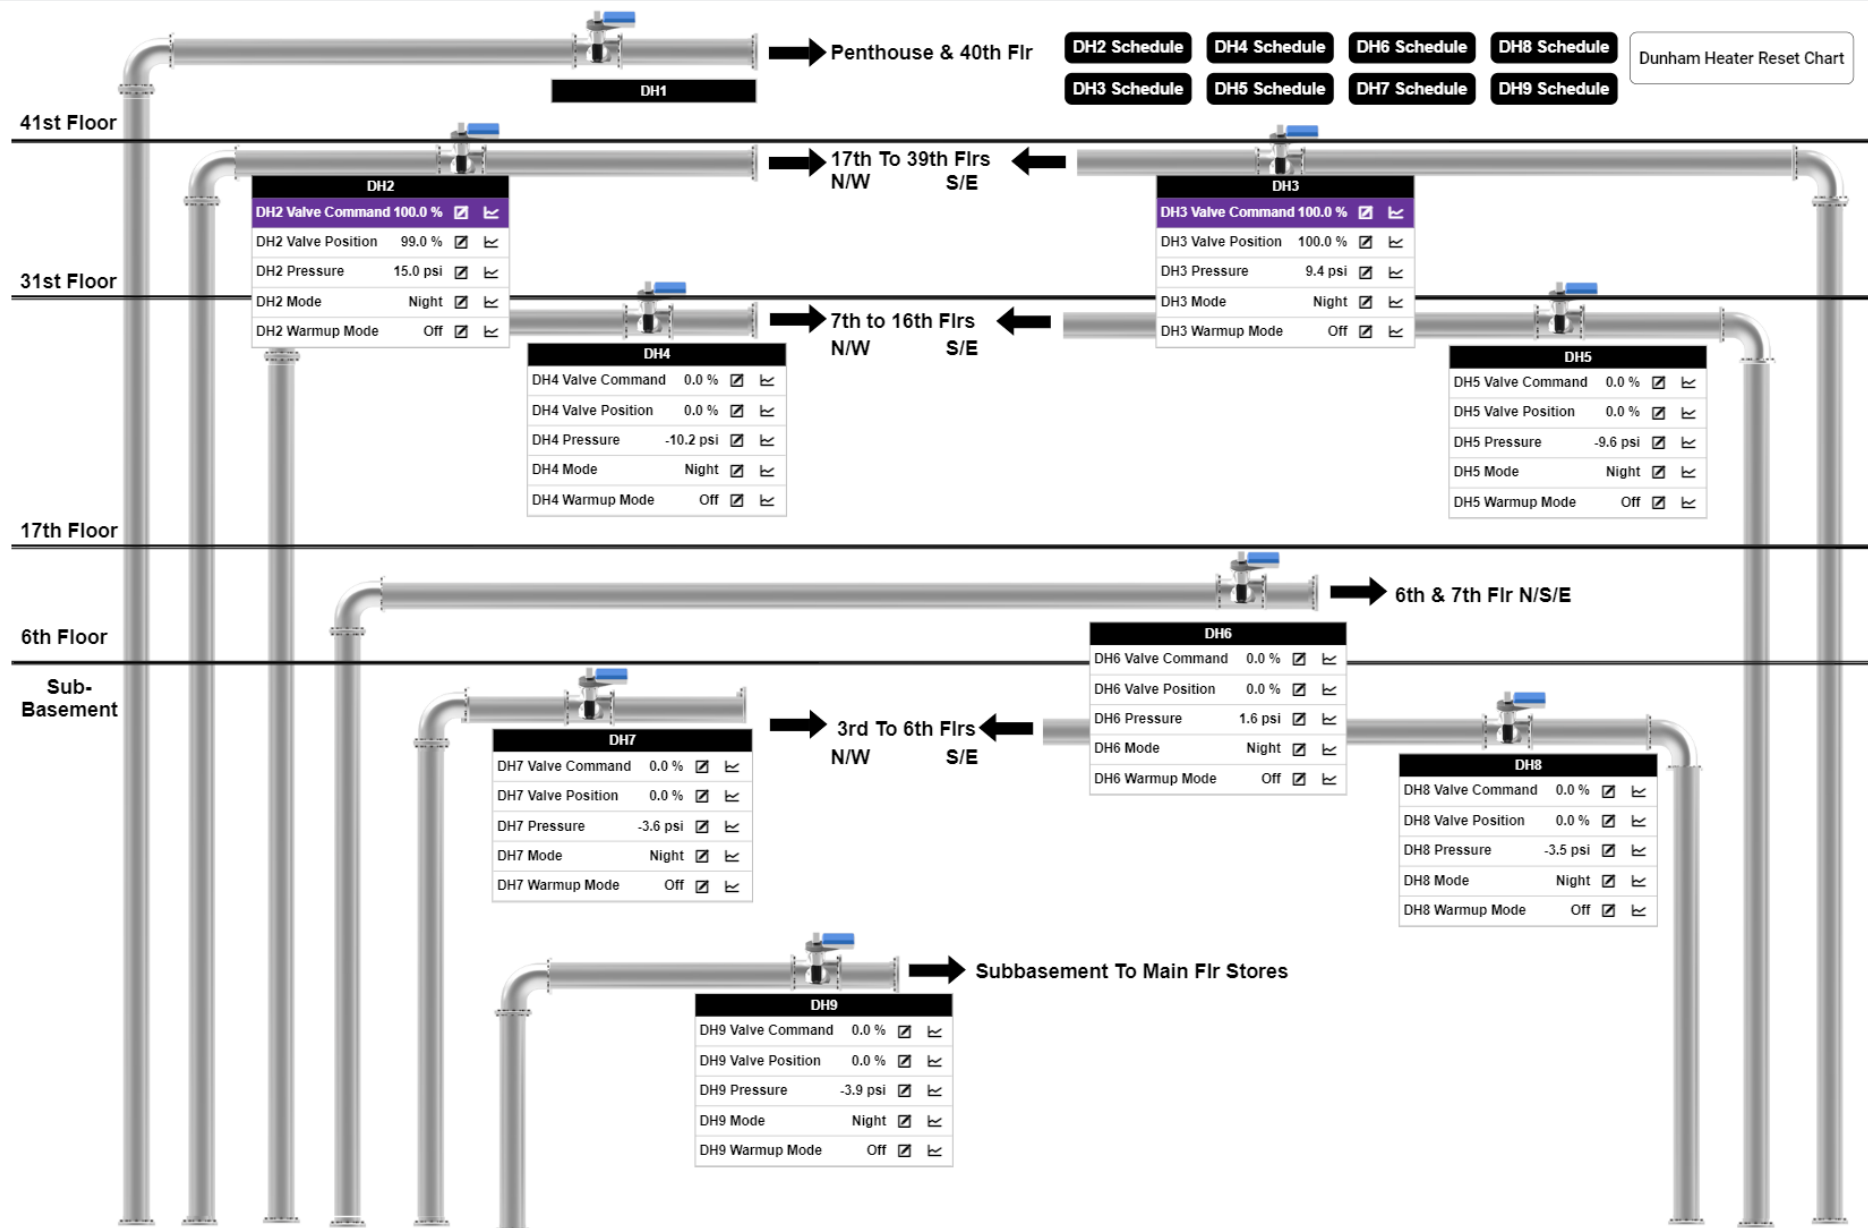 Penthouse & 40th Flr
DH1
DH2 Schedule
DH4 Schedule
DH6 Schedule
DH8 Schedule
DH3 Schedule
DH5 Schedule
DH7 Schedule
DH9 Schedule
Dunham Heater Reset Chart
41st Floor
17th To 39th Flrs
N/W S/E
DH2
DH2 Valve Command 100.0 %
DH2 Valve Position 99.0 %
DH2 Pressure 15.0 psi
DH2 Mode Night
DH2 Warmup Mode Off
DH3
DH3 Valve Command 100.0 %
DH3 Valve Position 100.0 %
DH3 Pressure 9.4 psi
DH3 Mode Night
DH3 Warmup Mode Off
31st Floor
7th to 16th Flrs
N/W S/E
DH4
DH4 Valve Command 0.0 %
DH4 Valve Position 0.0 %
DH4 Pressure -10.2 psi
DH4 Mode Night
DH4 Warmup Mode Off
DH5
DH5 Valve Command 0.0 %
DH5 Valve Position 0.0 %
DH5 Pressure -9.6 psi
DH5 Mode Night
DH5 Warmup Mode Off
17th Floor
6th & 7th Flr N/S/E
6th Floor
DH6
DH6 Valve Command 0.0 %
DH6 Valve Position 0.0 %
DH6 Pressure 1.6 psi
DH6 Mode Night
DH6 Warmup Mode Off
Sub-
Basement
3rd To 6th Flrs
N/W S/E
DH7
DH7 Valve Command 0.0 %
DH7 Valve Position 0.0 %
DH7 Pressure -3.6 psi
DH7 Mode Night
DH7 Warmup Mode Off
DH8
DH8 Valve Command 0.0 %
DH8 Valve Position 0.0 %
DH8 Pressure -3.5 psi
DH8 Mode Night
DH8 Warmup Mode Off
Subbasement To Main Flr Stores
DH9
DH9 Valve Command 0.0 %
DH9 Valve Position 0.0 %
DH9 Pressure -3.9 psi
DH9 Mode Night
DH9 Warmup Mode Off